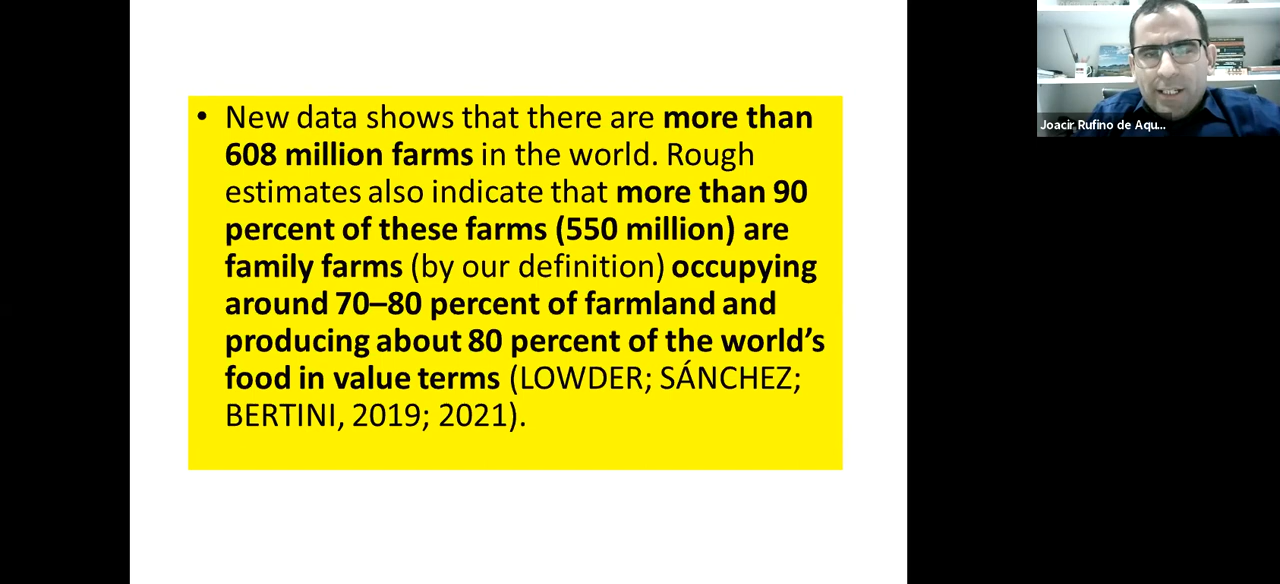 • New data shows that there are more than
608 million farms in the world. Rough
estimates also indicate that more than 90
percent of these farms (550 million) are
family farms (by our definition) occupying
around 70–80 percent of farmland and
producing about 80 percent of the world’s
food in value terms (LOWDER; SÁNCHEZ;
BERTINI, 2019; 2021).
Joacir Rufino de Aqu...